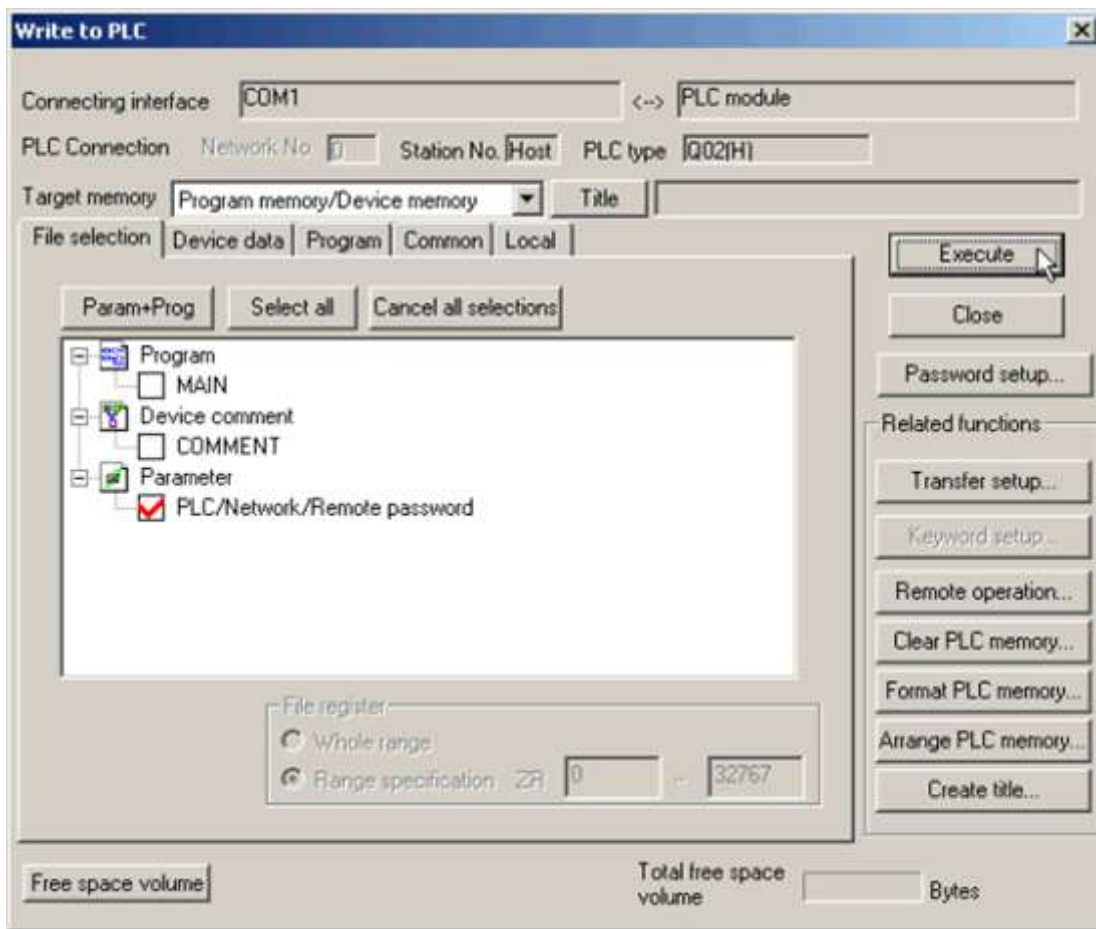 Write to PLC
Connecting interface COM1 <--> PLC module
PLC Connection Network No 0 Station No. Host PLC type Q02(H)
Target memory Program memory/Device memory Title
File selection Device data Program Common Local
Execute
Param+Prog Select all Cancel all selections
Close
Program
MAIN
Password setup...
Device comment
Related functions
COMMENT
Parameter
Transfer setup...
PLC/Network/Remote password
Keyword setup...
Remote operation...
Clear PLC memory...
Format PLC memory...
File register
Whole range
Arrange PLC memory...
Range specification ZR 0 -- 32767
Create title...
Free space volume
Total free space
volume Bytes